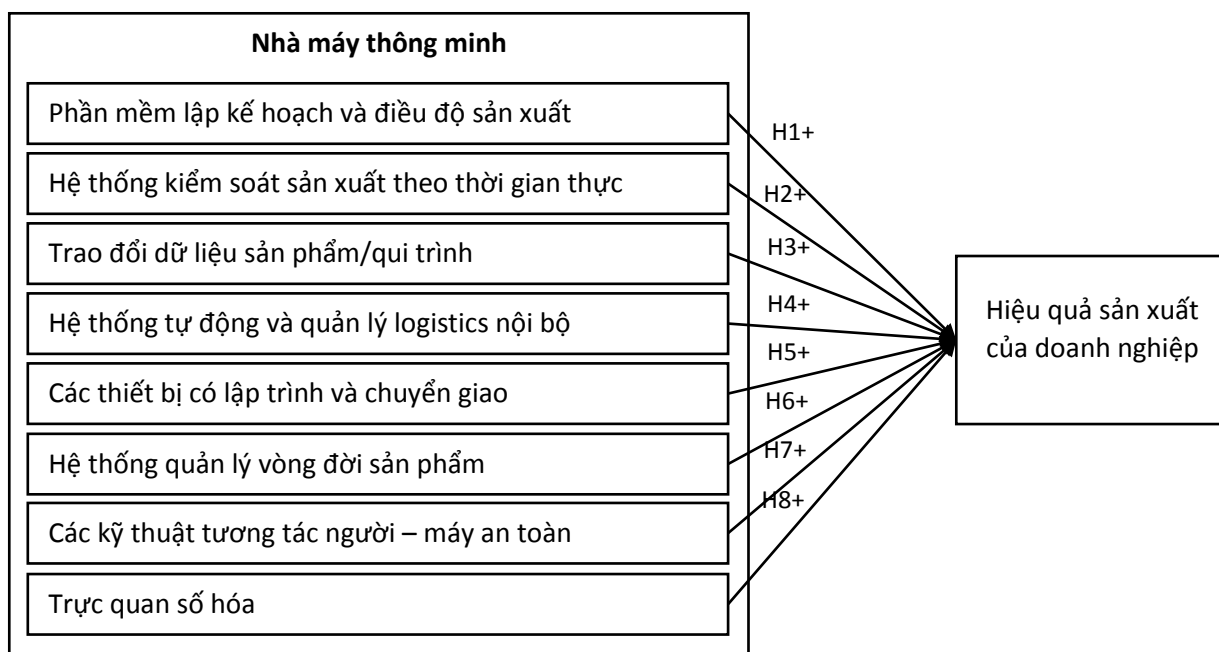 Nhà máy thông minh
Phần mềm lập kế hoạch và điều độ sản xuất
H1+
Hệ thống kiểm soát sản xuất theo thời gian thực
H2+
Trao đổi dữ liệu sản phẩm/qui trình
H3+
Hệ thống tự động và quản lý logistics nội bộ
H4+
Các thiết bị có lập trình và chuyển giao
H5+
Hệ thống quản lý vòng đời sản phẩm
H6+
Các kỹ thuật tương tác người – máy an toàn
H7+
Trực quan số hóa
H8+
Hiệu quả sản xuất
của doanh nghiệp